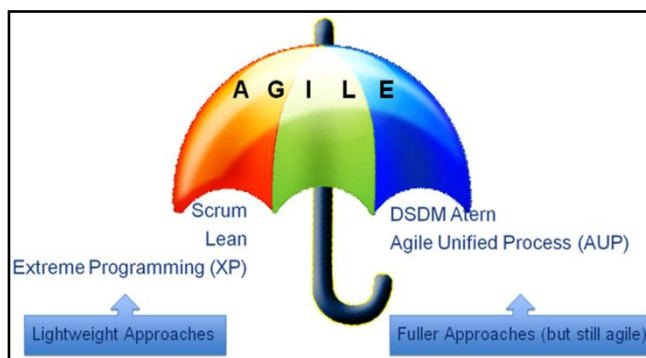 A G I L E
Scrum
Lean
Extreme Programming (XP)
DSDM Atern
Agile Unified Process (AUP)
Lightweight Approaches
Fuller Approaches (but still agile)